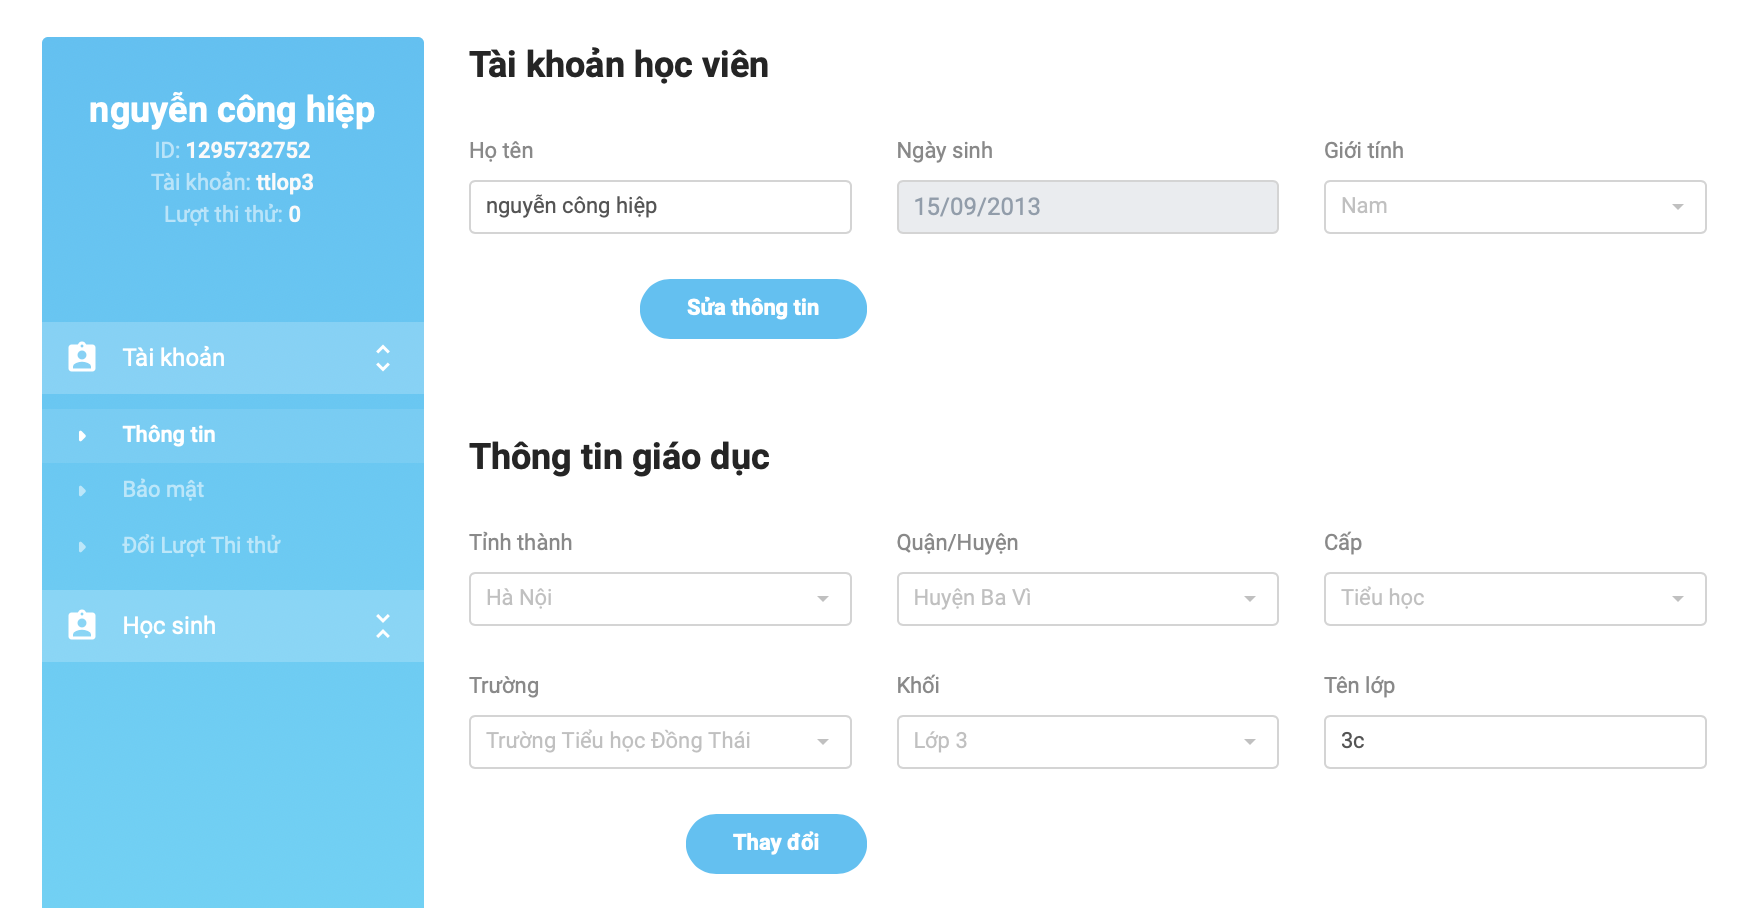 nguyễn công hiệp
ID: 1295732752
Tài khoản: ttlop3
Lượt thi thử: 0
Tài khoản
Thông tin
Bảo mật
Đổi Lượt Thi thử
Học sinh
Tài khoản học viên
Họ tên
Ngày sinh
Giới tính
nguyễn công hiệp
15/09/2013
Nam
Sửa thông tin
Thông tin giáo dục
Tỉnh thành
Quận/Huyện
Cấp
Hà Nội
Huyện Ba Vì
Tiểu học
Trường
Khối
Tên lớp
Trường Tiểu học Đồng Thái
Lớp 3
3c
Thay đổi